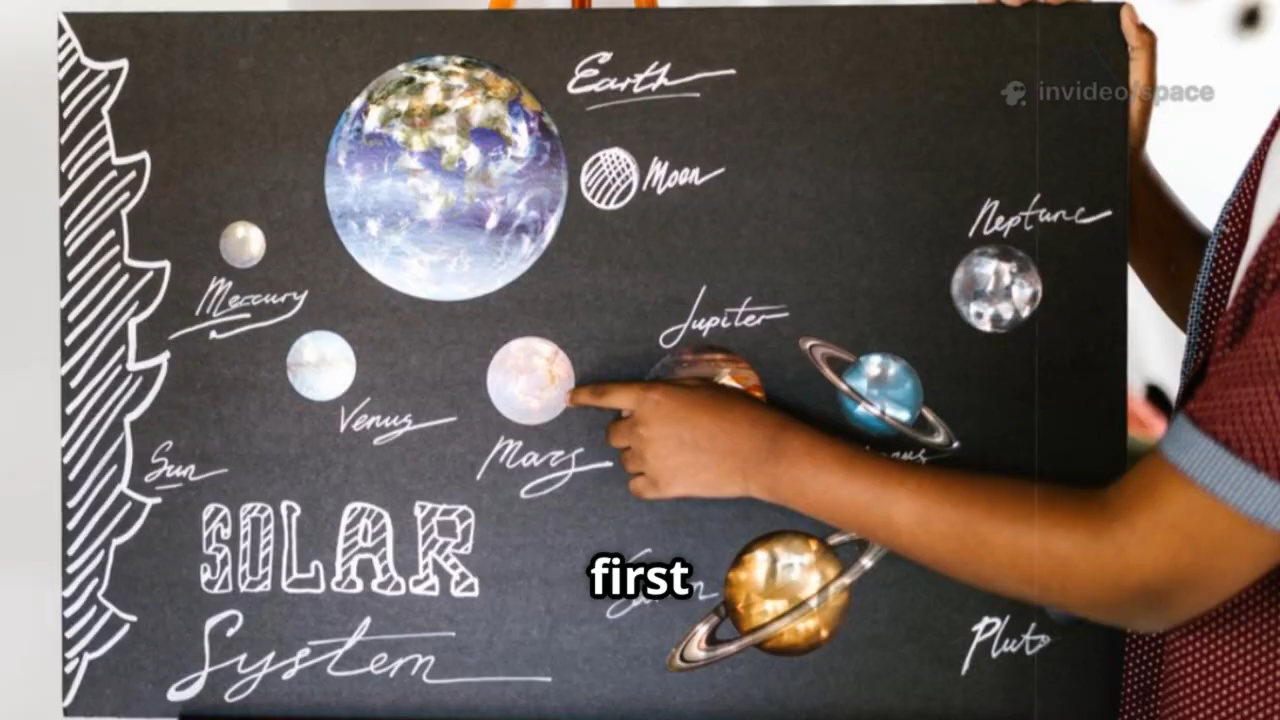 Earth
invideo/space
Moon
Neptune
Mercury
Jupiter
Venus
Mars
Sun
SOLAR
first
System
Pluto